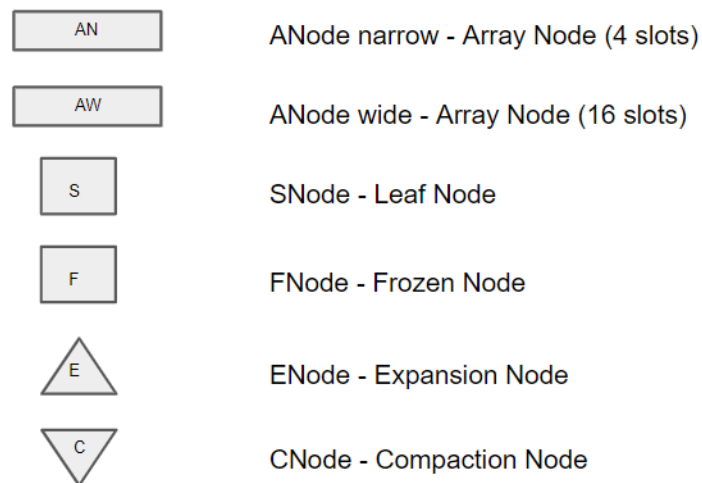 AN ANode narrow - Array Node (4 slots)
AW ANode wide - Array Node (16 slots)
S SNode - Leaf Node
F FNode - Frozen Node
E ENode - Expansion Node
C CNode - Compaction Node